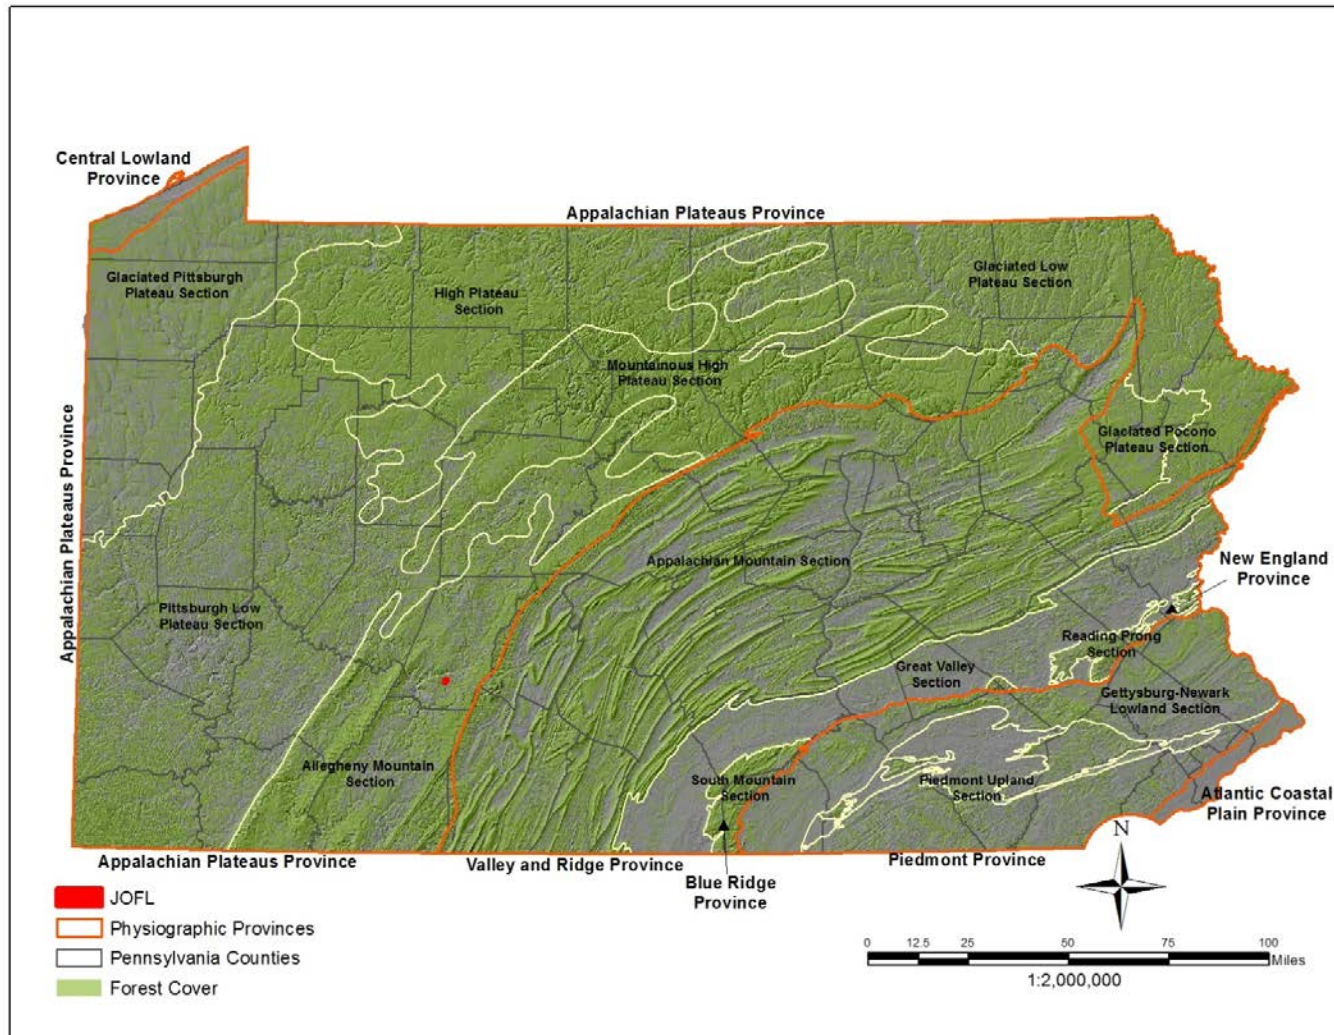 Central Lowland
Province
Appalachian Plateaus Province
Glaciated Pittsburgh
Plateau Section
High Plateau
Section
Glaciated Low
Plateau Section
Mountainous High
Plateau Section
Glaciated Pocono
Plateau Section
Appalachian Plateaus Province
Appalachian Mountain Section
New England
Province
Pittsburgh Low
Plateau Section
Reading Prong
Section
Great Valley
Section
Gettysburg-Newark
Lowland Section
Allegheny Mountain
Section
South Mountain
Section
Piedmont Upland
Section
Atlantic Coastal
Plain Province
Appalachian Plateaus Province
Valley and Ridge Province
Piedmont Province
Blue Ridge
Province
N
JOFL
Physiographic Provinces
Pennsylvania Counties
Forest Cover
0 12.5 25 50 75 100
Miles
1:2,000,000